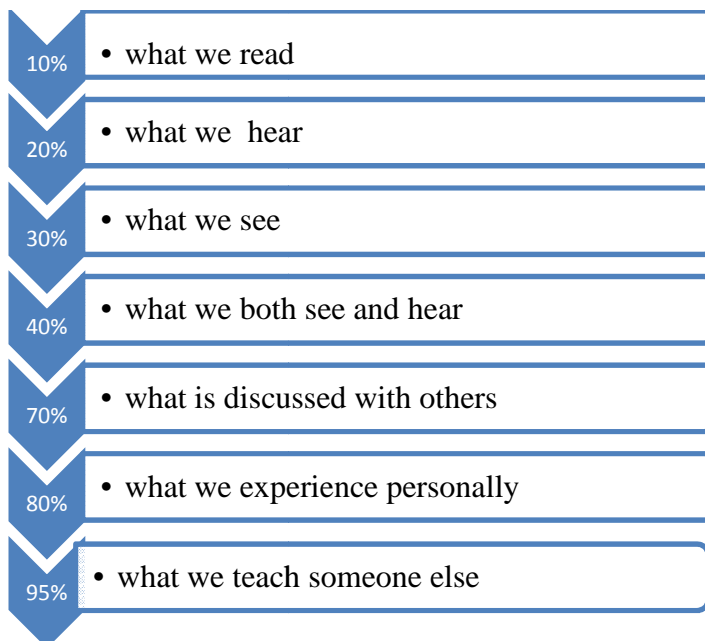 10% • what we read
20% • what we  hear
30% • what we see
40% • what we both see and hear
70% • what is discussed with others
80% • what we experience personally
95% • what we teach someone else